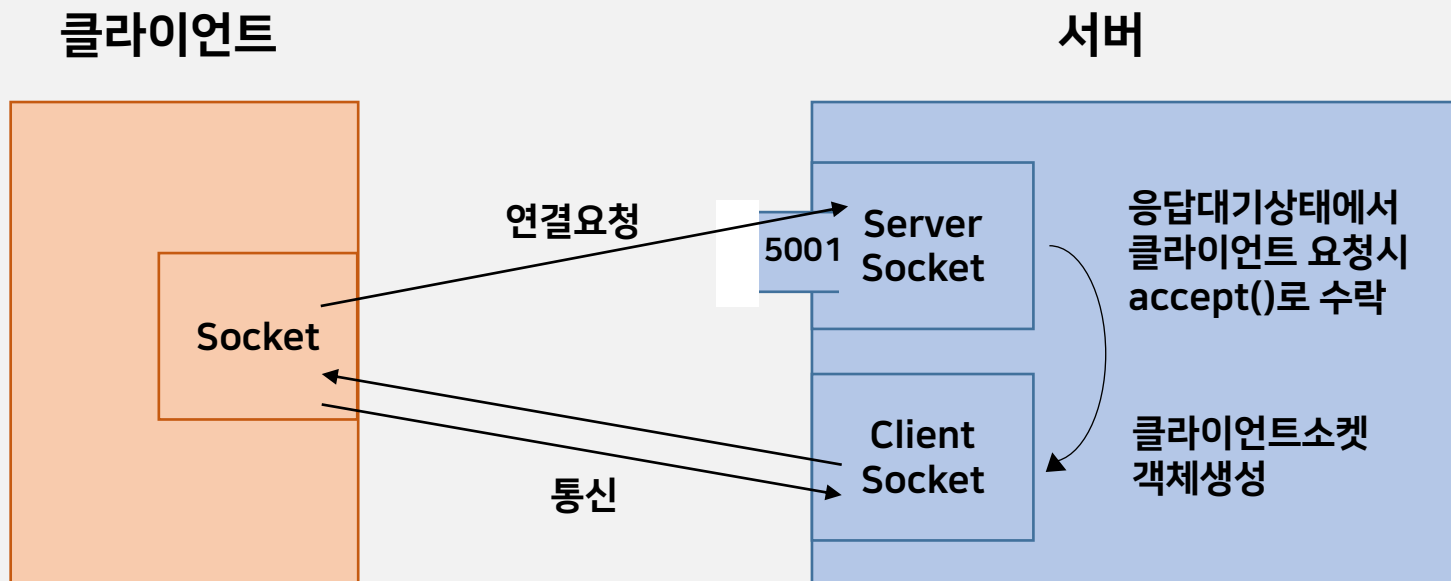 클라이언트
서버
연결요청
5001
Server
Socket
응답대기상태에서
클라이언트 요청시
accept()로 수락
Socket
Client
Socket
클라이언트소켓
객체생성
통신